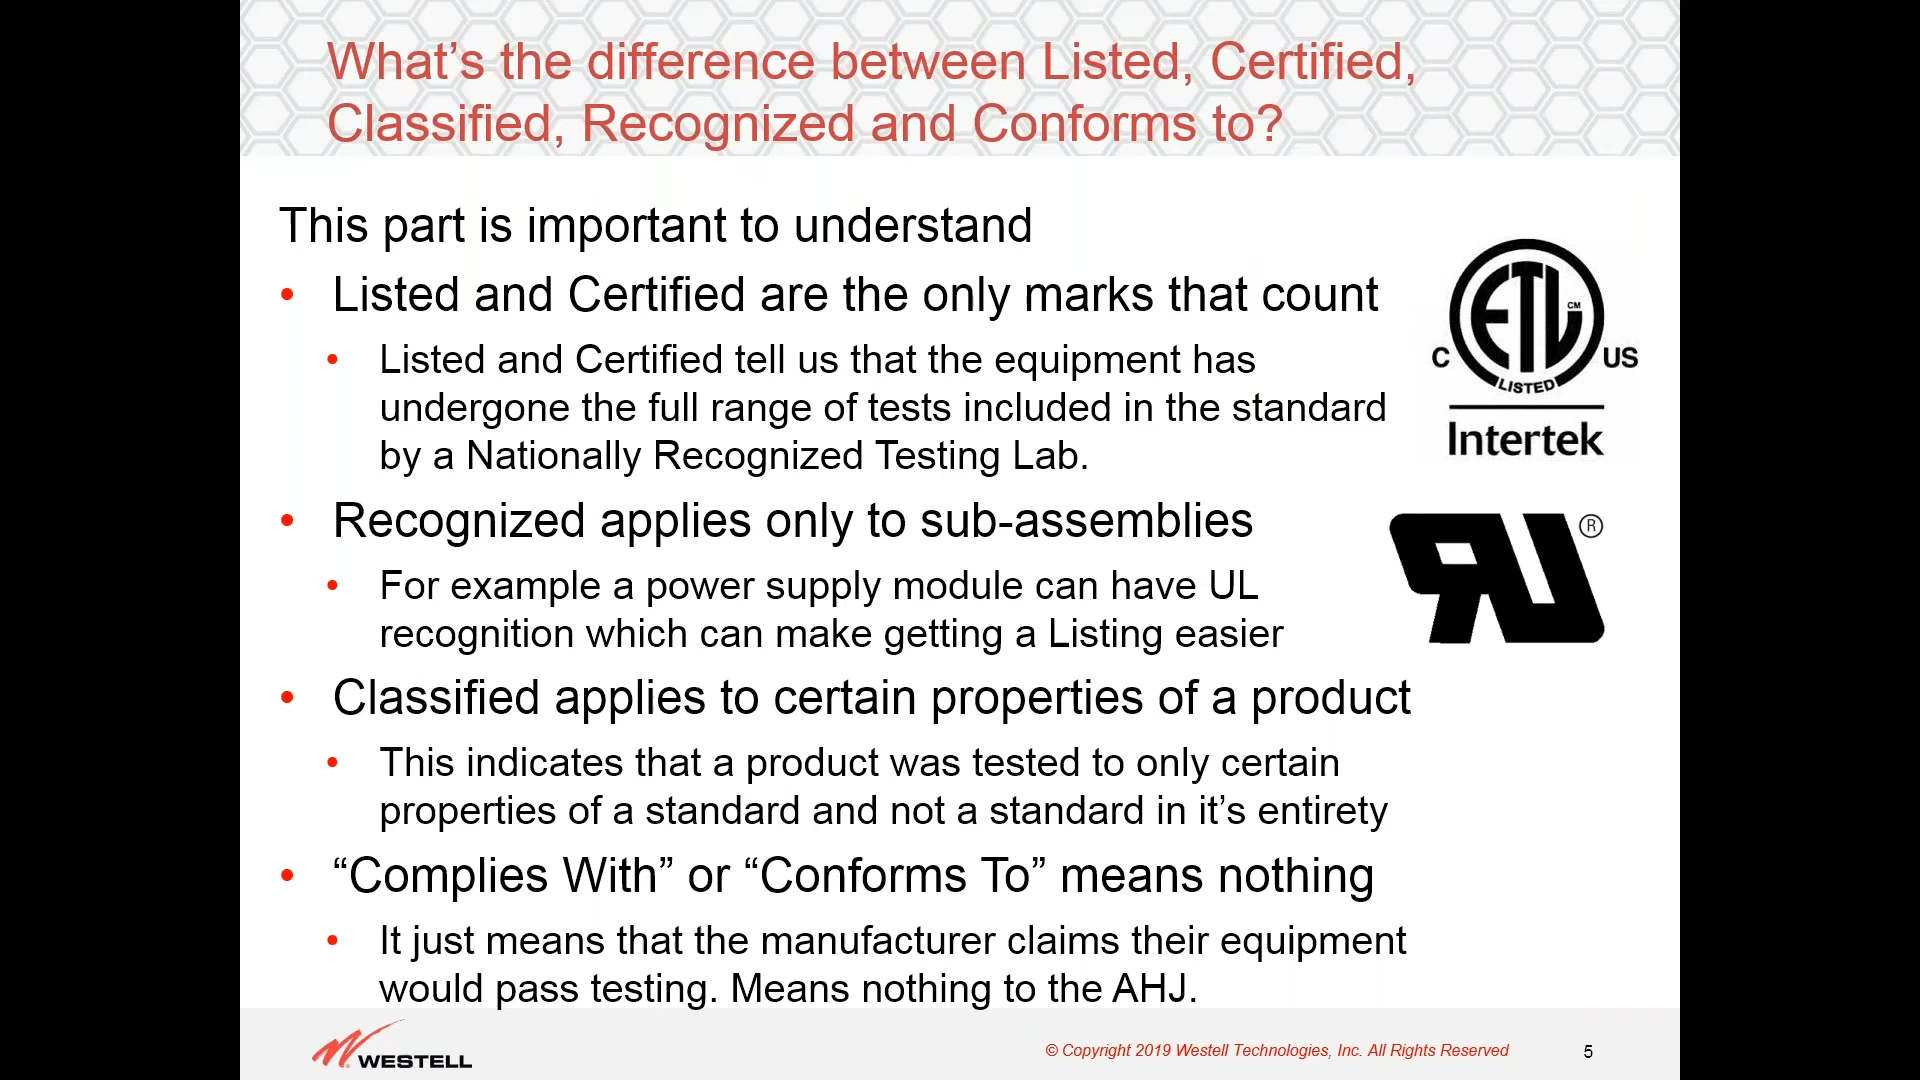 What’s the difference between Listed, Certified,
Classified, Recognized and Conforms to?
This part is important to understand
• Listed and Certified are the only marks that count
• Listed and Certified tell us that the equipment has
undergone the full range of tests included in the standard
by a Nationally Recognized Testing Lab.
• Recognized applies only to sub-assemblies
• For example a power supply module can have UL
recognition which can make getting a Listing easier
• Classified applies to certain properties of a product
• This indicates that a product was tested to only certain
properties of a standard and not a standard in it’s entirety
• “Complies With” or “Conforms To” means nothing
• It just means that the manufacturer claims their equipment
would pass testing. Means nothing to the AHJ.
ETL CM
C US
LISTED
Intertek
RU ®
WESTELL
© Copyright 2019 Westell Technologies, Inc. All Rights Reserved
5